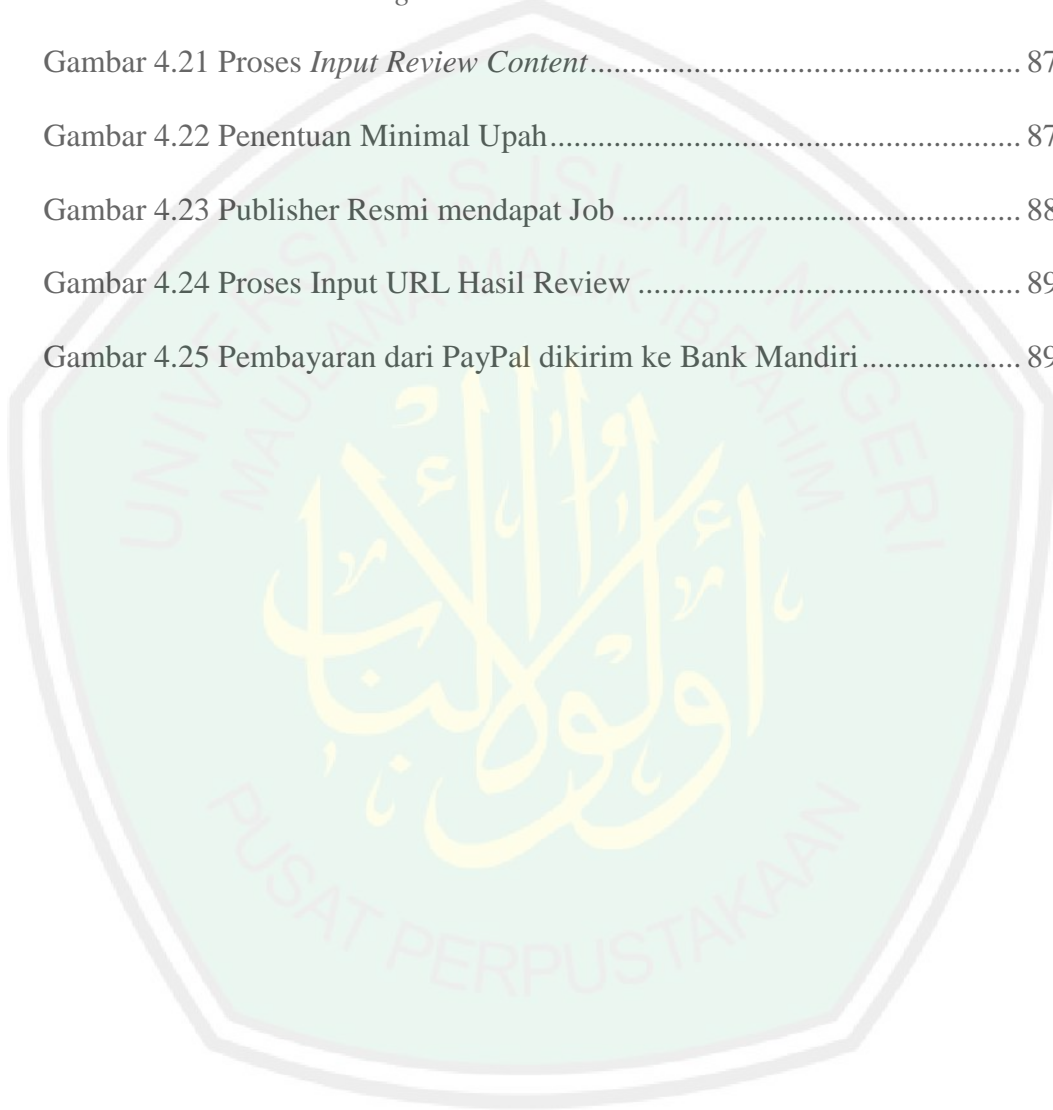 Gambar 4.21 Proses Input Review Content.................................................... 87
Gambar 4.22 Penentuan Minimal Upah......................................................... 87
Gambar 4.23 Publisher Resmi mendapat Job ................................................ 88
Gambar 4.24 Proses Input URL Hasil Review .............................................. 89
Gambar 4.25 Pembayaran dari PayPal dikirim ke Bank Mandiri................... 89
UNIVERSITAS ISLAM NEGERI
MAULANA MALIK IBRAHIM
PUSAT PERPUSTAKAAN